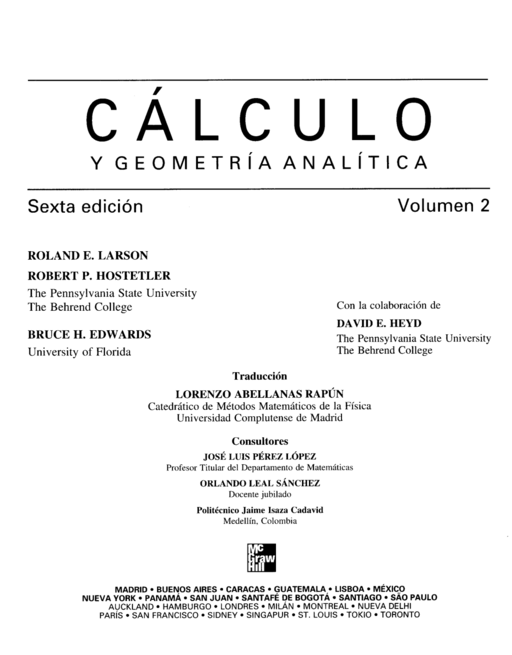 CÁLCULO
Y GEOMETRÍA ANALÍTICA
Sexta edición
Volumen 2
ROLAND E. LARSON
ROBERT P. HOSTETLER
The Pennsylvania State University
The Behrend College
BRUCE H. EDWARDS
University of Florida
Con la colaboración de
DAVID E. HEYD
The Pennsylvania State University
The Behrend College
Traducción
LORENZO ABELLANAS RAPÚN
Catedrático de Métodos Matemáticos de la Física
Universidad Complutense de Madrid
Consultores
JOSÉ LUIS PÉREZ LÓPEZ
Profesor Titular del Departamento de Matemáticas
ORLANDO LEAL SÁNCHEZ
Docente jubilado
Politécnico Jaime Isaza Cadavid
Medellín, Colombia
Mc
Graw
Hill
MADRID • BUENOS AIRES • CARACAS • GUATEMALA • LISBOA • MÉXICO
NUEVA YORK • PANAMÁ • SAN JUAN • SANTAFÉ DE BOGOTÁ • SANTIAGO • SÃO PAULO
AUCKLAND • HAMBURGO • LONDRES • MILÁN • MONTREAL • NUEVA DELHI
PARÍS • SAN FRANCISCO • SIDNEY • SINGAPUR • ST. LOUIS • TOKIO • TORONTO